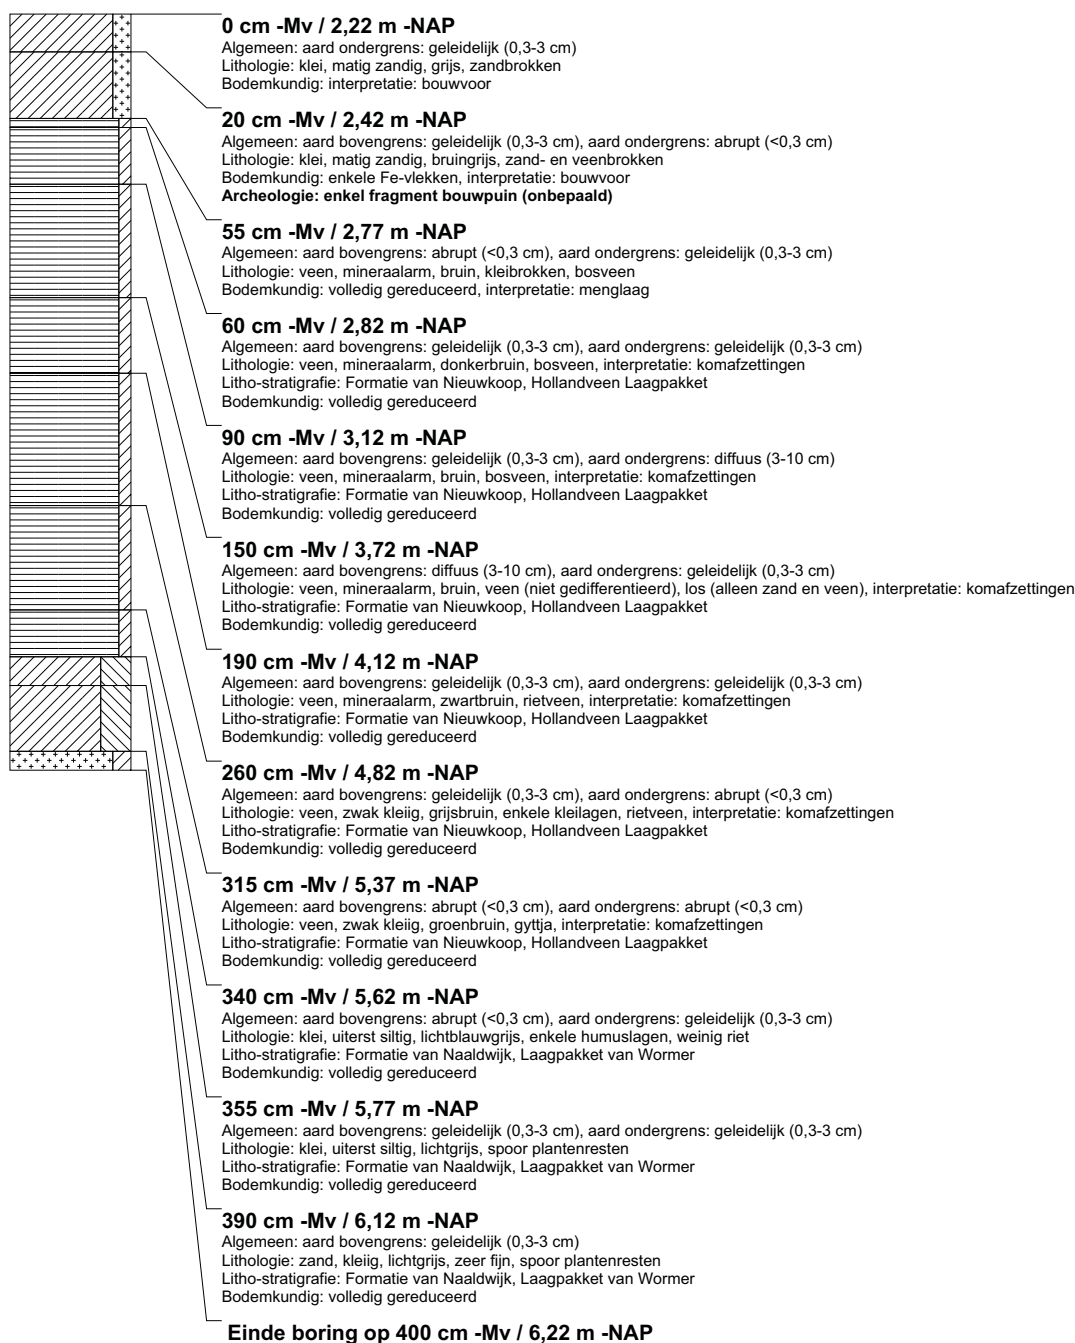 0 cm -Mv / 2,22 m -NAP
Algemeen: aard ondergrens: geleidelijk (0,3-3 cm)
Lithologie: klei, matig zandig, grijs, zandbrokken
Bodemkundig: interpretatie: bouwvoor
20 cm -Mv / 2,42 m -NAP
Algemeen: aard bovengrens: geleidelijk (0,3-3 cm), aard ondergrens: abrupt (<0,3 cm)
Lithologie: klei, matig zandig, bruingrijs, zand- en veenbrokken
Bodemkundig: enkele Fe-vlekken, interpretatie: bouwvoor
Archeologie: enkel fragment bouwpuin (onbepaald)
55 cm -Mv / 2,77 m -NAP
Algemeen: aard bovengrens: abrupt (<0,3 cm), aard ondergrens: geleidelijk (0,3-3 cm)
Lithologie: veen, mineraalarm, bruin, kleibrokken, bosveen
Bodemkundig: volledig gereduceerd, interpretatie: menglaag
60 cm -Mv / 2,82 m -NAP
Algemeen: aard bovengrens: geleidelijk (0,3-3 cm), aard ondergrens: geleidelijk (0,3-3 cm)
Lithologie: veen, mineraalarm, donkerbruin, bosveen, interpretatie: komafzettingen
Litho-stratigrafie: Formatie van Nieuwkoop, Hollandveen Laagpakket
Bodemkundig: volledig gereduceerd
90 cm -Mv / 3,12 m -NAP
Algemeen: aard bovengrens: geleidelijk (0,3-3 cm), aard ondergrens: diffuus (3-10 cm)
Lithologie: veen, mineraalarm, bruin, bosveen, interpretatie: komafzettingen
Litho-stratigrafie: Formatie van Nieuwkoop, Hollandveen Laagpakket
Bodemkundig: volledig gereduceerd
150 cm -Mv / 3,72 m -NAP
Algemeen: aard bovengrens: diffuus (3-10 cm), aard ondergrens: geleidelijk (0,3-3 cm)
Lithologie: veen, mineraalarm, bruin, veen (niet gedifferentieerd), los (alleen zand en veen), interpretatie: komafzettingen
Litho-stratigrafie: Formatie van Nieuwkoop, Hollandveen Laagpakket
Bodemkundig: volledig gereduceerd
190 cm -Mv / 4,12 m -NAP
Algemeen: aard bovengrens: geleidelijk (0,3-3 cm), aard ondergrens: geleidelijk (0,3-3 cm)
Lithologie: veen, mineraalarm, zwartbruin, rietveen, interpretatie: komafzettingen
Litho-stratigrafie: Formatie van Nieuwkoop, Hollandveen Laagpakket
Bodemkundig: volledig gereduceerd
260 cm -Mv / 4,82 m -NAP
Algemeen: aard bovengrens: geleidelijk (0,3-3 cm), aard ondergrens: abrupt (<0,3 cm)
Lithologie: veen, zwak kleiig, grijsbruin, enkele kleilagen, rietveen, interpretatie: komafzettingen
Litho-stratigrafie: Formatie van Nieuwkoop, Hollandveen Laagpakket
Bodemkundig: volledig gereduceerd
315 cm -Mv / 5,37 m -NAP
Algemeen: aard bovengrens: abrupt (<0,3 cm), aard ondergrens: abrupt (<0,3 cm)
Lithologie: veen, zwak kleiig, groenbruin, gyttja, interpretatie: komafzettingen
Litho-stratigrafie: Formatie van Nieuwkoop, Hollandveen Laagpakket
Bodemkundig: volledig gereduceerd
340 cm -Mv / 5,62 m -NAP
Algemeen: aard bovengrens: abrupt (<0,3 cm), aard ondergrens: geleidelijk (0,3-3 cm)
Lithologie: klei, uiterst siltig, lichtblauwgrijs, enkele humuslagen, weinig riet
Litho-stratigrafie: Formatie van Naaldwijk, Laagpakket van Wormer
Bodemkundig: volledig gereduceerd
355 cm -Mv / 5,77 m -NAP
Algemeen: aard bovengrens: geleidelijk (0,3-3 cm), aard ondergrens: geleidelijk (0,3-3 cm)
Lithologie: klei, uiterst siltig, lichtgrijs, spoor plantenresten
Litho-stratigrafie: Formatie van Naaldwijk, Laagpakket van Wormer
Bodemkundig: volledig gereduceerd
390 cm -Mv / 6,12 m -NAP
Algemeen: aard bovengrens: geleidelijk (0,3-3 cm)
Lithologie: zand, kleiig, lichtgrijs, zeer fijn, spoor plantenresten
Litho-stratigrafie: Formatie van Naaldwijk, Laagpakket van Wormer
Bodemkundig: volledig gereduceerd
Einde boring op 400 cm -Mv / 6,22 m -NAP